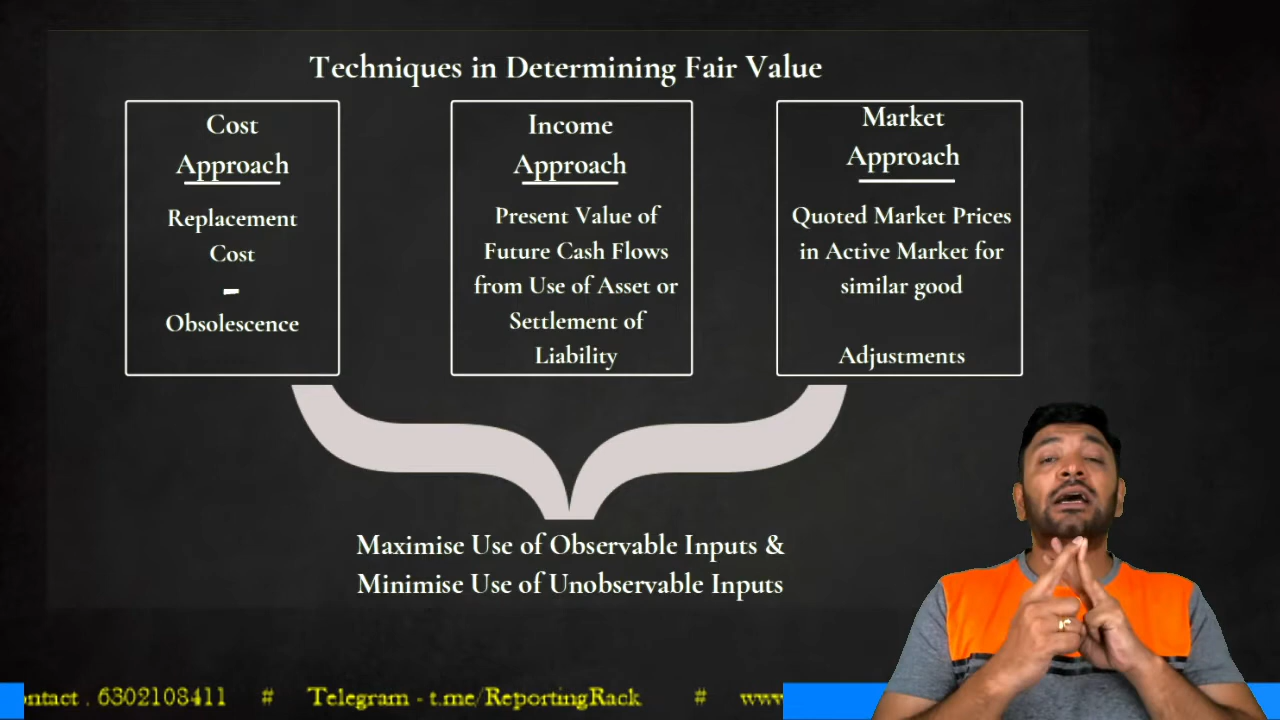 Techniques in Determining Fair Value
Cost
Approach
Replacement
Cost
-
Obsolescence
Income
Approach
Present Value of
Future Cash Flows
from Use of Asset or
Settlement of
Liability
Market
Approach
Quoted Market Prices
in Active Market for
similar good
Adjustments
Maximise Use of Observable Inputs &
Minimise Use of Unobservable Inputs
ontact . 6302108411 # Telegram - t.me/ReportingRack # www